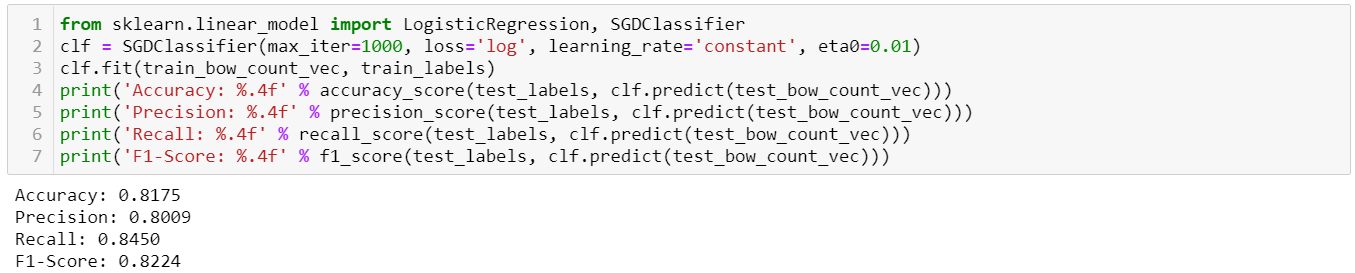 1 from sklearn.linear_model import LogisticRegression, SGDClassifier
2 clf = SGDClassifier(max_iter=1000, loss='log', learning_rate='constant', eta0=0.01)
3 clf.fit(train_bow_count_vec, train_labels)
4 print('Accuracy: %.4f' % accuracy_score(test_labels, clf.predict(test_bow_count_vec)))
5 print('Precision: %.4f' % precision_score(test_labels, clf.predict(test_bow_count_vec)))
6 print('Recall: %.4f' % recall_score(test_labels, clf.predict(test_bow_count_vec)))
7 print('F1-Score: %.4f' % f1_score(test_labels, clf.predict(test_bow_count_vec)))
Accuracy: 0.8175
Precision: 0.8009
Recall: 0.8450
F1-Score: 0.8224